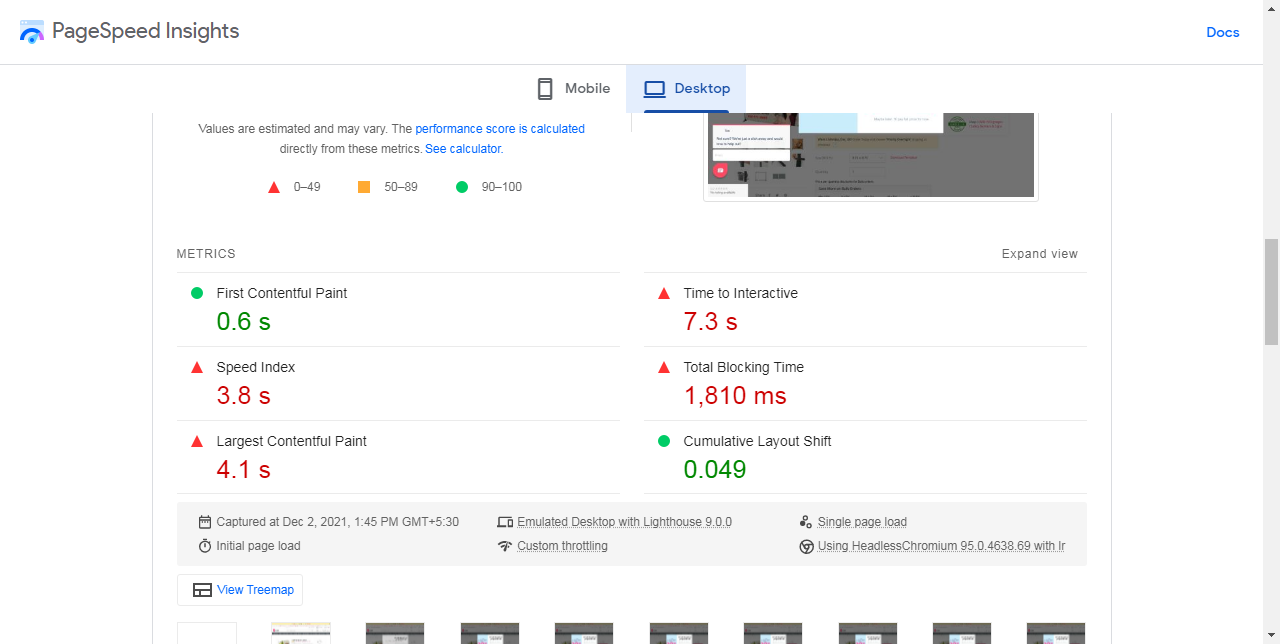 PageSpeed Insights
Docs
Mobile
Desktop
Values are estimated and may vary. The performance score is calculated
directly from these metrics. See calculator.
0–49
50–89
90–100
METRICS
Expand view
First Contentful Paint
0.6 s
Time to Interactive
7.3 s
Speed Index
3.8 s
Total Blocking Time
1,810 ms
Largest Contentful Paint
4.1 s
Cumulative Layout Shift
0.049
Captured at Dec 2, 2021, 1:45 PM GMT+5:30
Emulated Desktop with Lighthouse 9.0.0
Single page load
Initial page load
Custom throttling
Using HeadlessChromium 95.0.4638.69 with lr
View Treemap